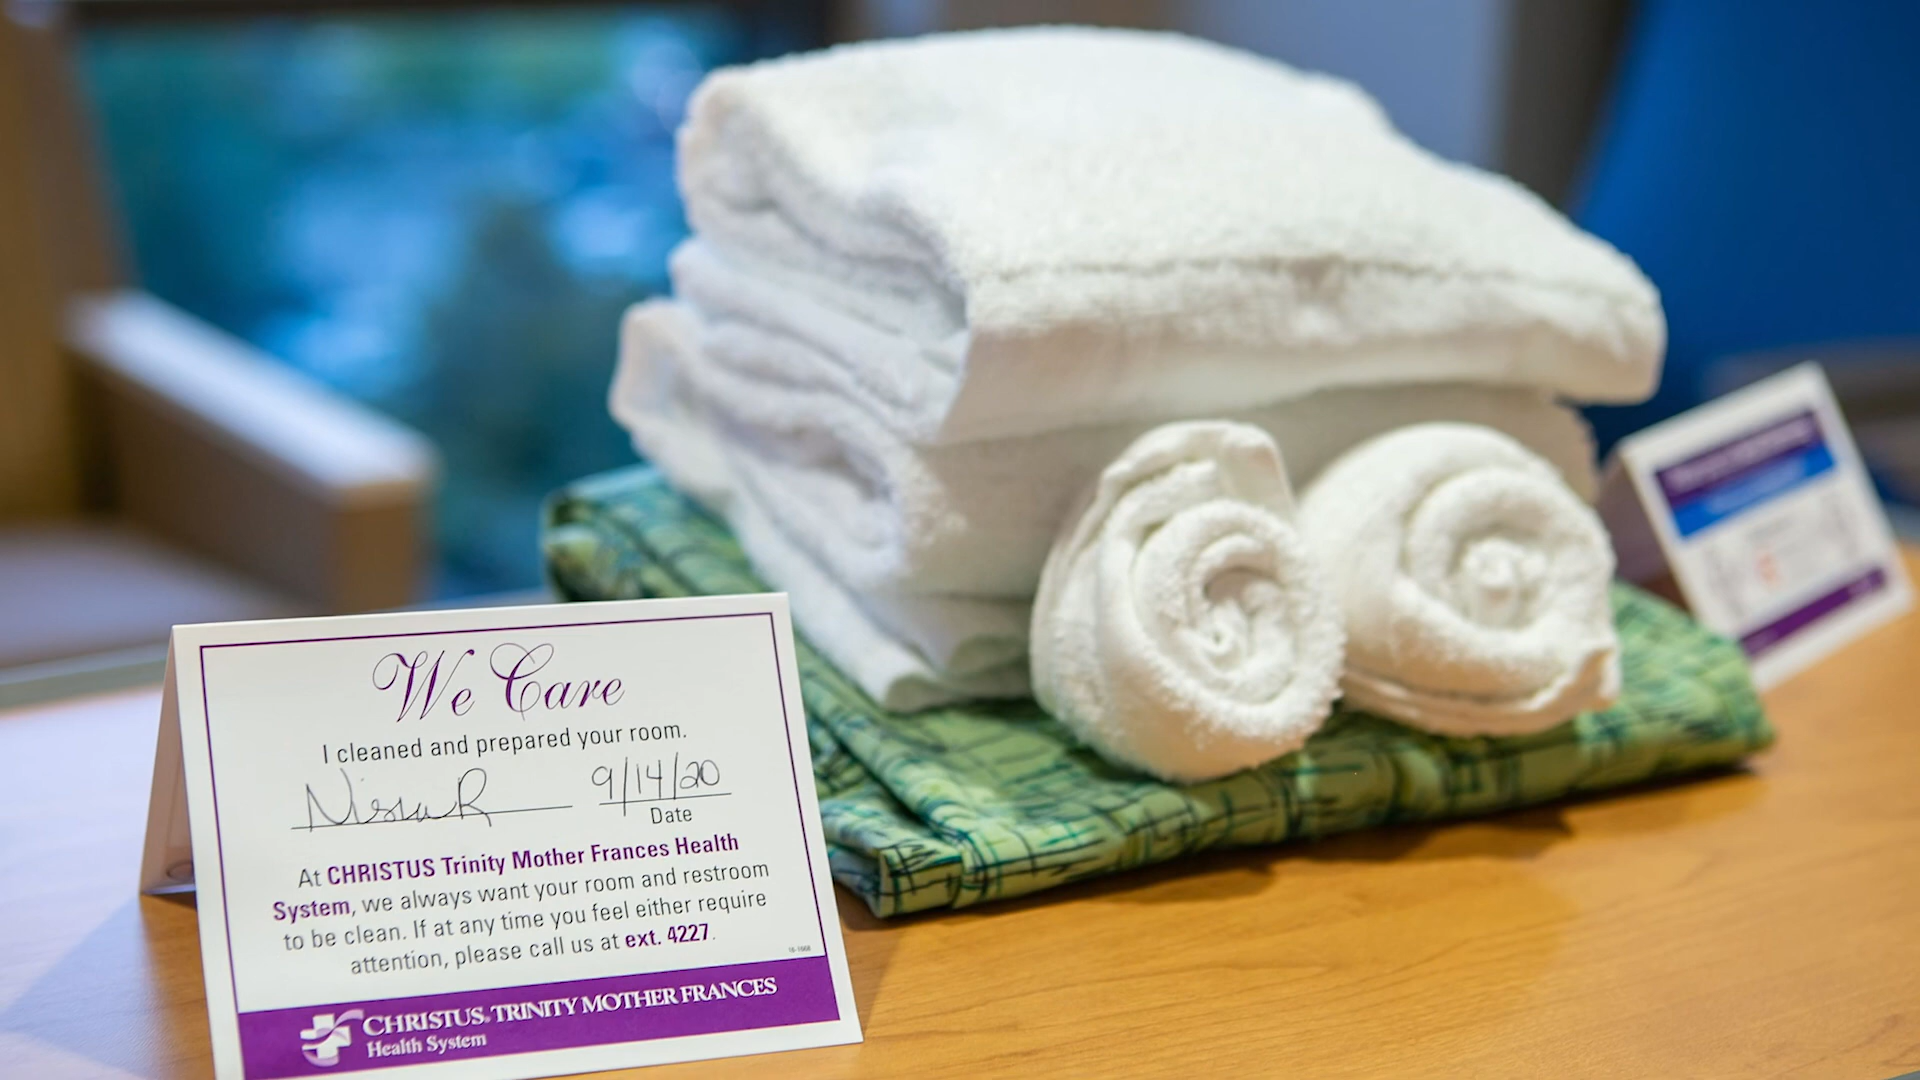 We Care
I cleaned and prepared your room.
9/14/20
Date
At CHRISTUS Trinity Mother Frances Health
System, we always want your room and restroom
to be clean. If at any time you feel either require
attention, please call us at ext. 4227.
CHRISTUS TRINITY MOTHER FRANCES
Health System